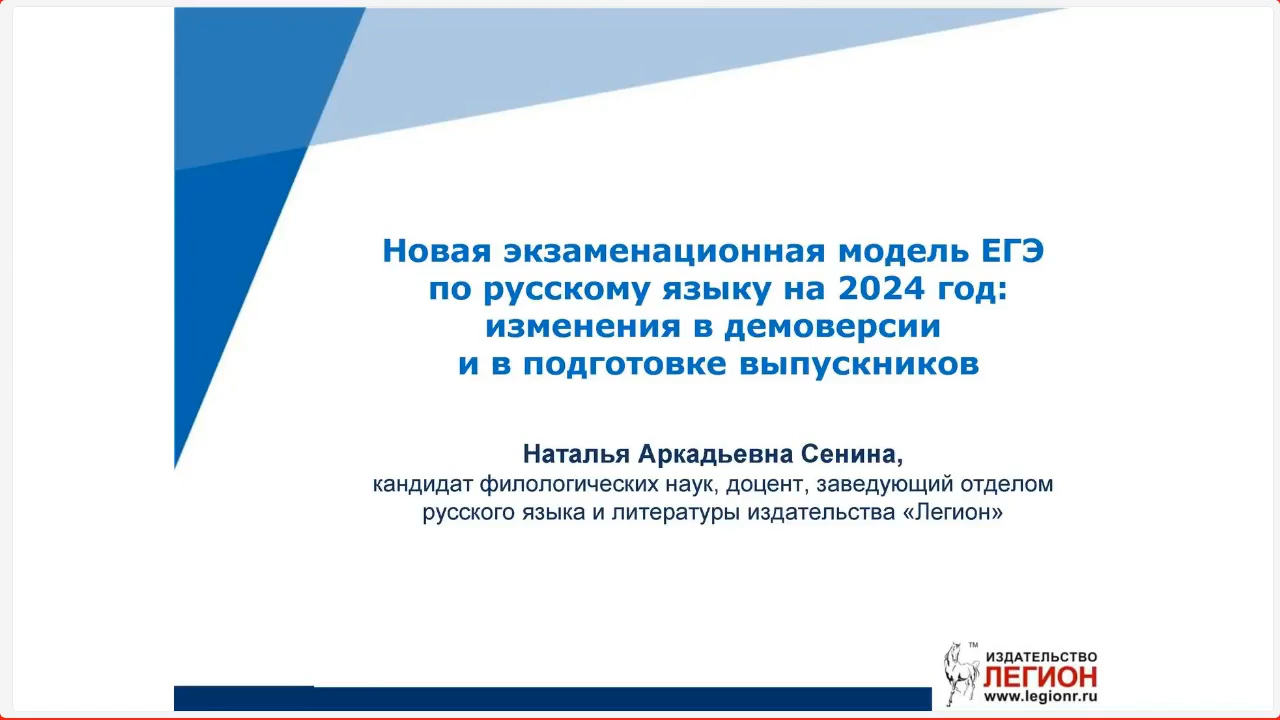 Новая экзаменационная модель ЕГЭ
по русскому языку на 2024 год:
изменения в демоверсии
и в подготовке выпускников
Наталья Аркадьевна Сенина,
кандидат филологических наук, доцент, заведующий отделом
русского языка и литературы издательства «Легион»
TM
ИЗДАТЕЛЬСТВО
ЛЕГИОН
www.legionr.ru